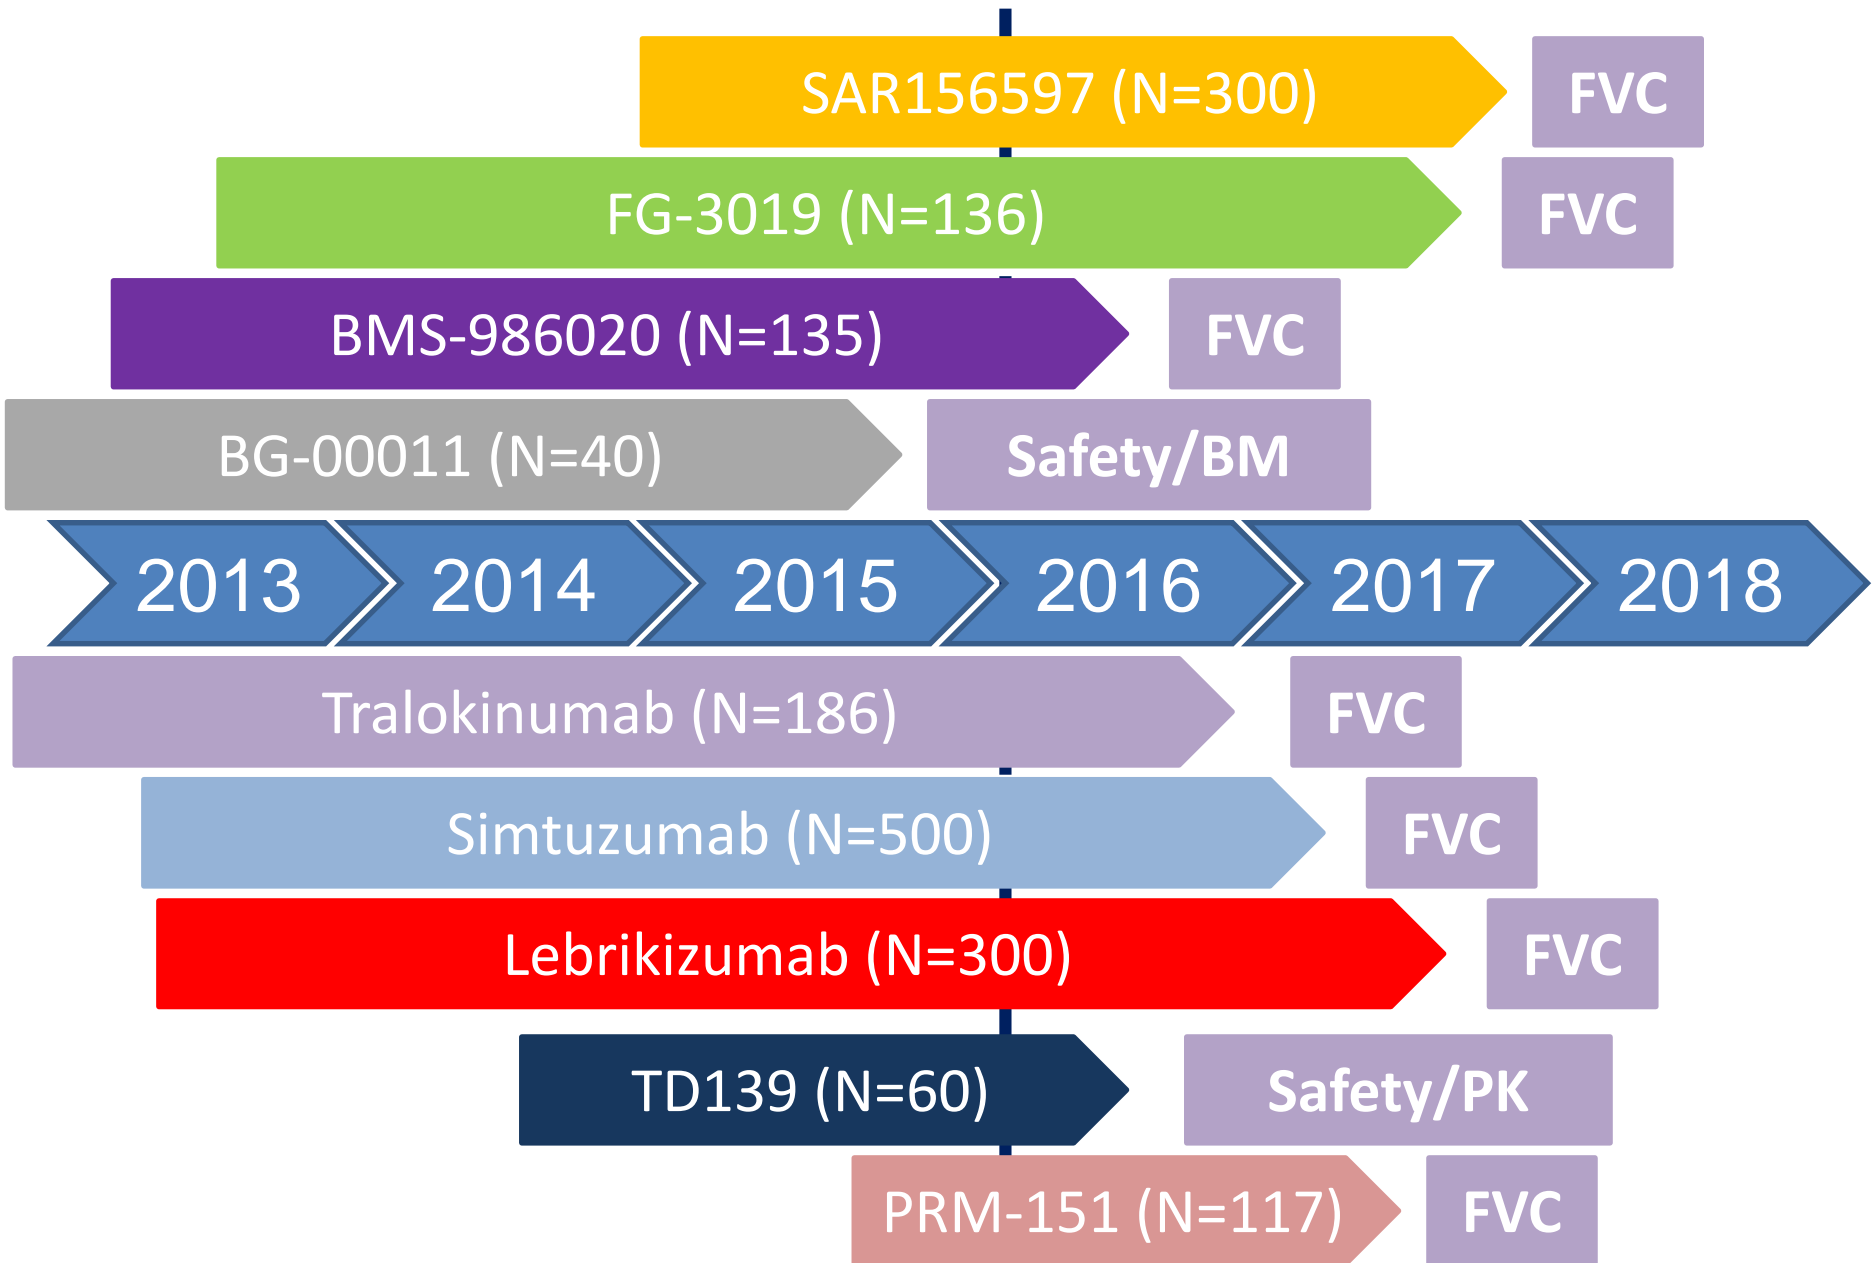 SAR156597 (N=300) FVC
FG-3019 (N=136) FVC
BMS-986020 (N=135) FVC
BG-00011 (N=40) Safety/BM
2013 2014 2015 2016 2017 2018
Tralokinumab (N=186) FVC
Simtuzumab (N=500) FVC
Lebrikizumab (N=300) FVC
TD139 (N=60) Safety/PK
PRM-151 (N=117) FVC